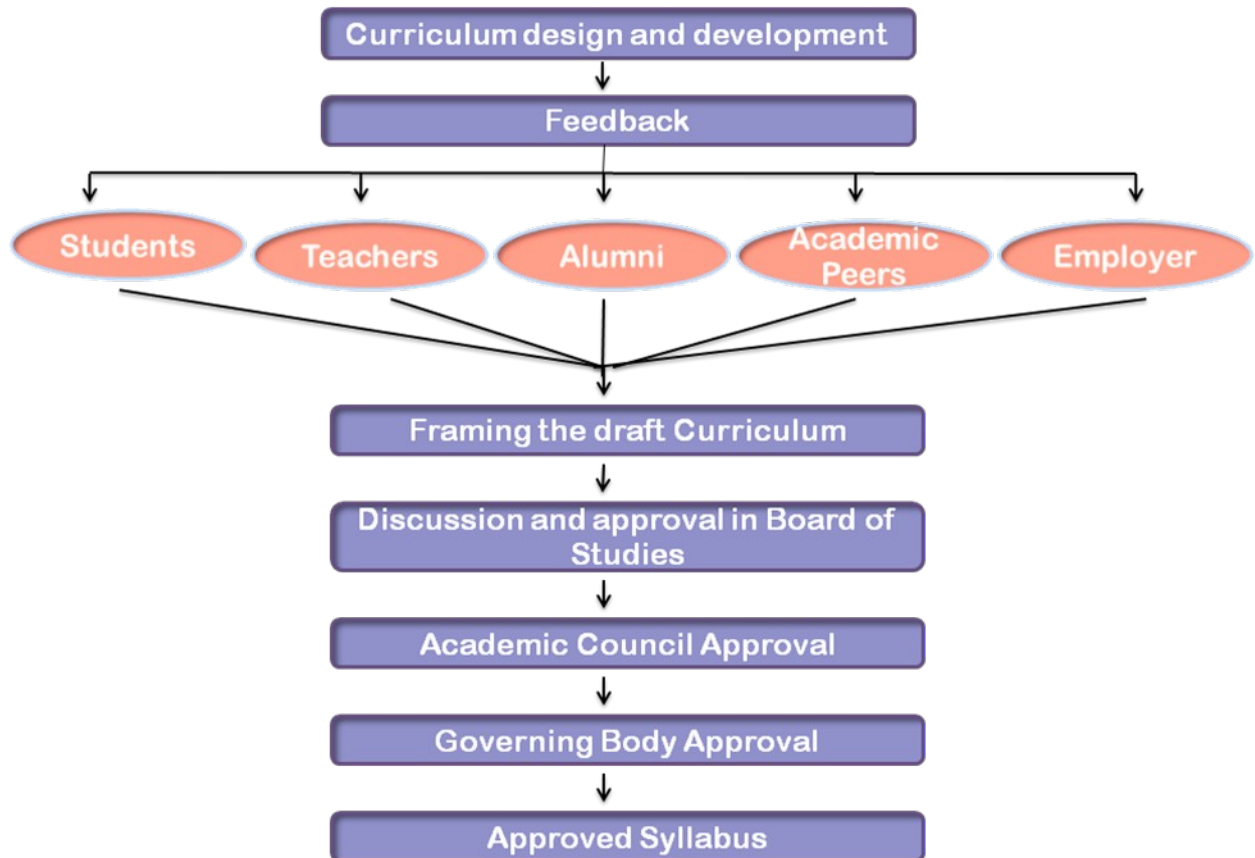 Curriculum design and development
Feedback
Students
Teachers
Alumni
Academic
Peers
Employer
Framing the draft Curriculum
Discussion and approval in Board of
Studies
Academic Council Approval
Governing Body Approval
Approved Syllabus